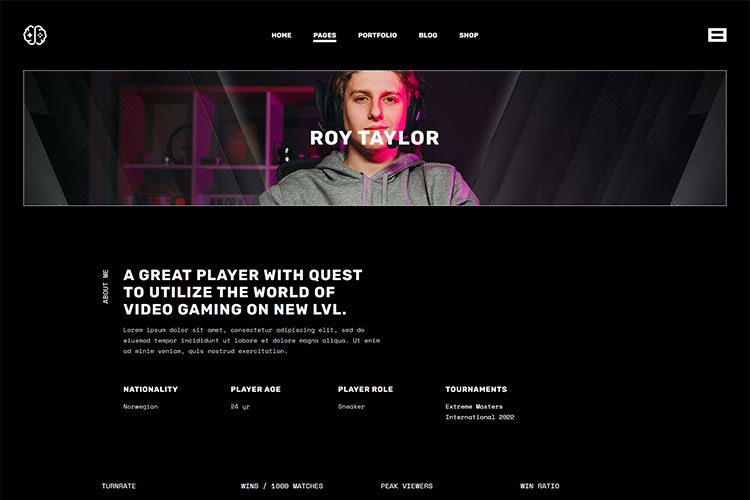 HOME PAGES PORTFOLIO BLOG SHOP
ROY TAYLOR
ABOUT ME
A GREAT PLAYER WITH QUEST
TO UTILIZE THE WORLD OF
VIDEO GAMING ON NEW LVL.
Lorem ipsum dolor sit amet, consectetur adipiscing elit, sed do
eiusmod tempor incididunt ut labore et dolore magna aliqua. Ut enim
ad minim veniam, quis nostrud exercitation.
NATIONALITY PLAYER AGE PLAYER ROLE TOURNAMENTS
Norwegian 24 yr Sneaker Extreme Masters
International 2022
TURNRATE WINS / 1000 MATCHES PEAK VIEWERS WIN RATIO